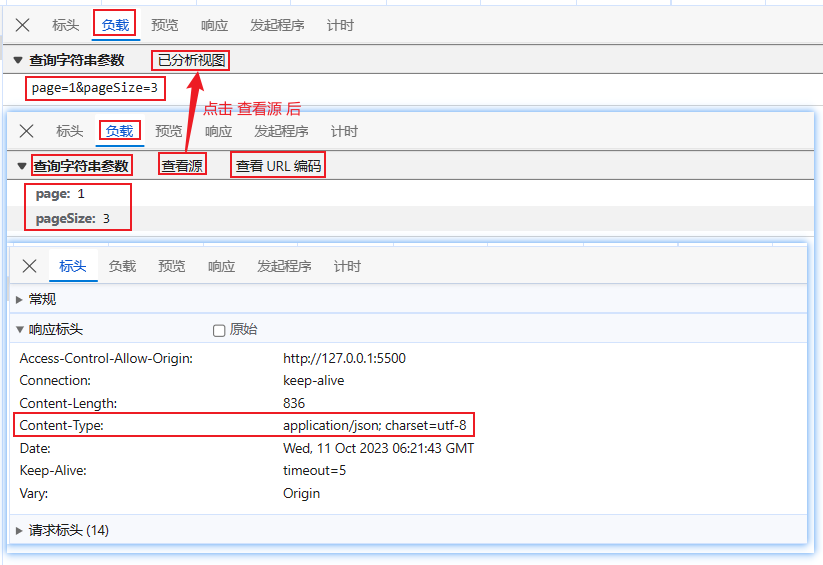 标头 负载 预览 响应 发起程序 计时
查询字符串参数 已分析视图
page=1&pageSize=3
点击 查看源 后
标头 负载 预览 响应 发起程序 计时
查询字符串参数 查看源 查看 URL 编码
page: 1
pageSize: 3
标头 负载 预览 响应 发起程序 计时
常规
响应标头 原始
Access-Control-Allow-Origin: http://127.0.0.1:5500
Connection: keep-alive
Content-Length: 836
Content-Type: application/json; charset=utf-8
Date: Wed, 11 Oct 2023 06:21:43 GMT
Keep-Alive: timeout=5
Vary: Origin
请求标头 (14)